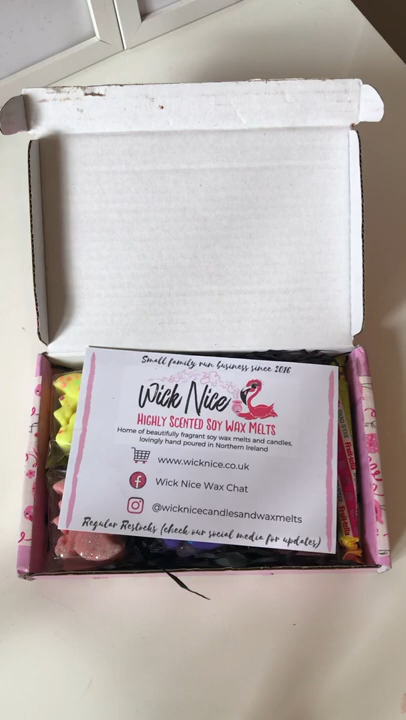 Small family run business since 2016
Wick Nice
HIGHLY SCENTED SOY WAX MELTS
Home of beautifully fragrant soy wax melts and candles,
lovingly hand poured in Northern Ireland
www.wicknice.co.uk
Wick Nice Wax Chat
@wicknicecandlesandwaxmelts
Regular Restocks (check our social media for updates)